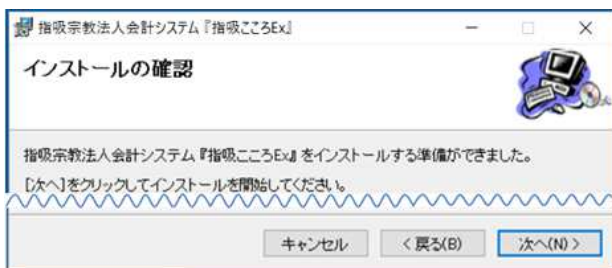 指吸宗教法人会計システム『指吸こころEx』
インストールの確認
指吸宗教法人会計システム『指吸こころEx』をインストールする準備ができました。
[次へ]をクリックしてインストールを開始してください。
キャンセル
< 戻る(B)
次へ(N) >